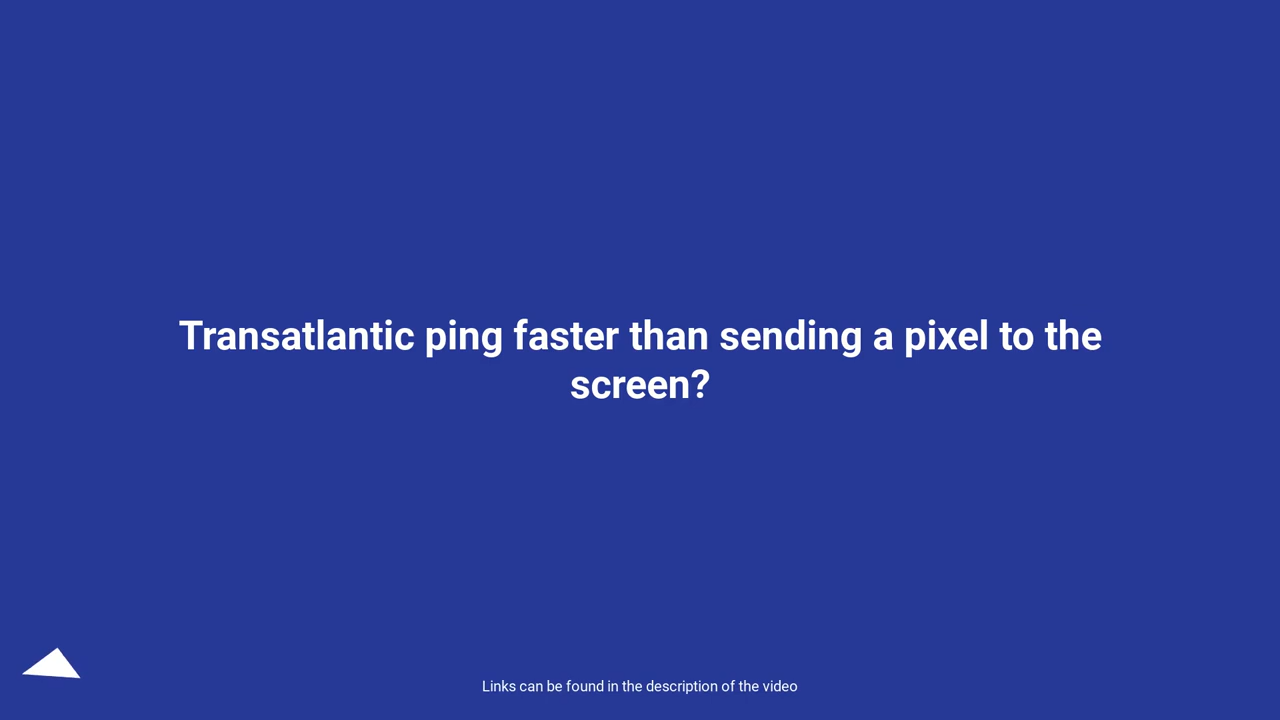 Transatlantic ping faster than sending a pixel to the
screen?
Links can be found in the description of the video